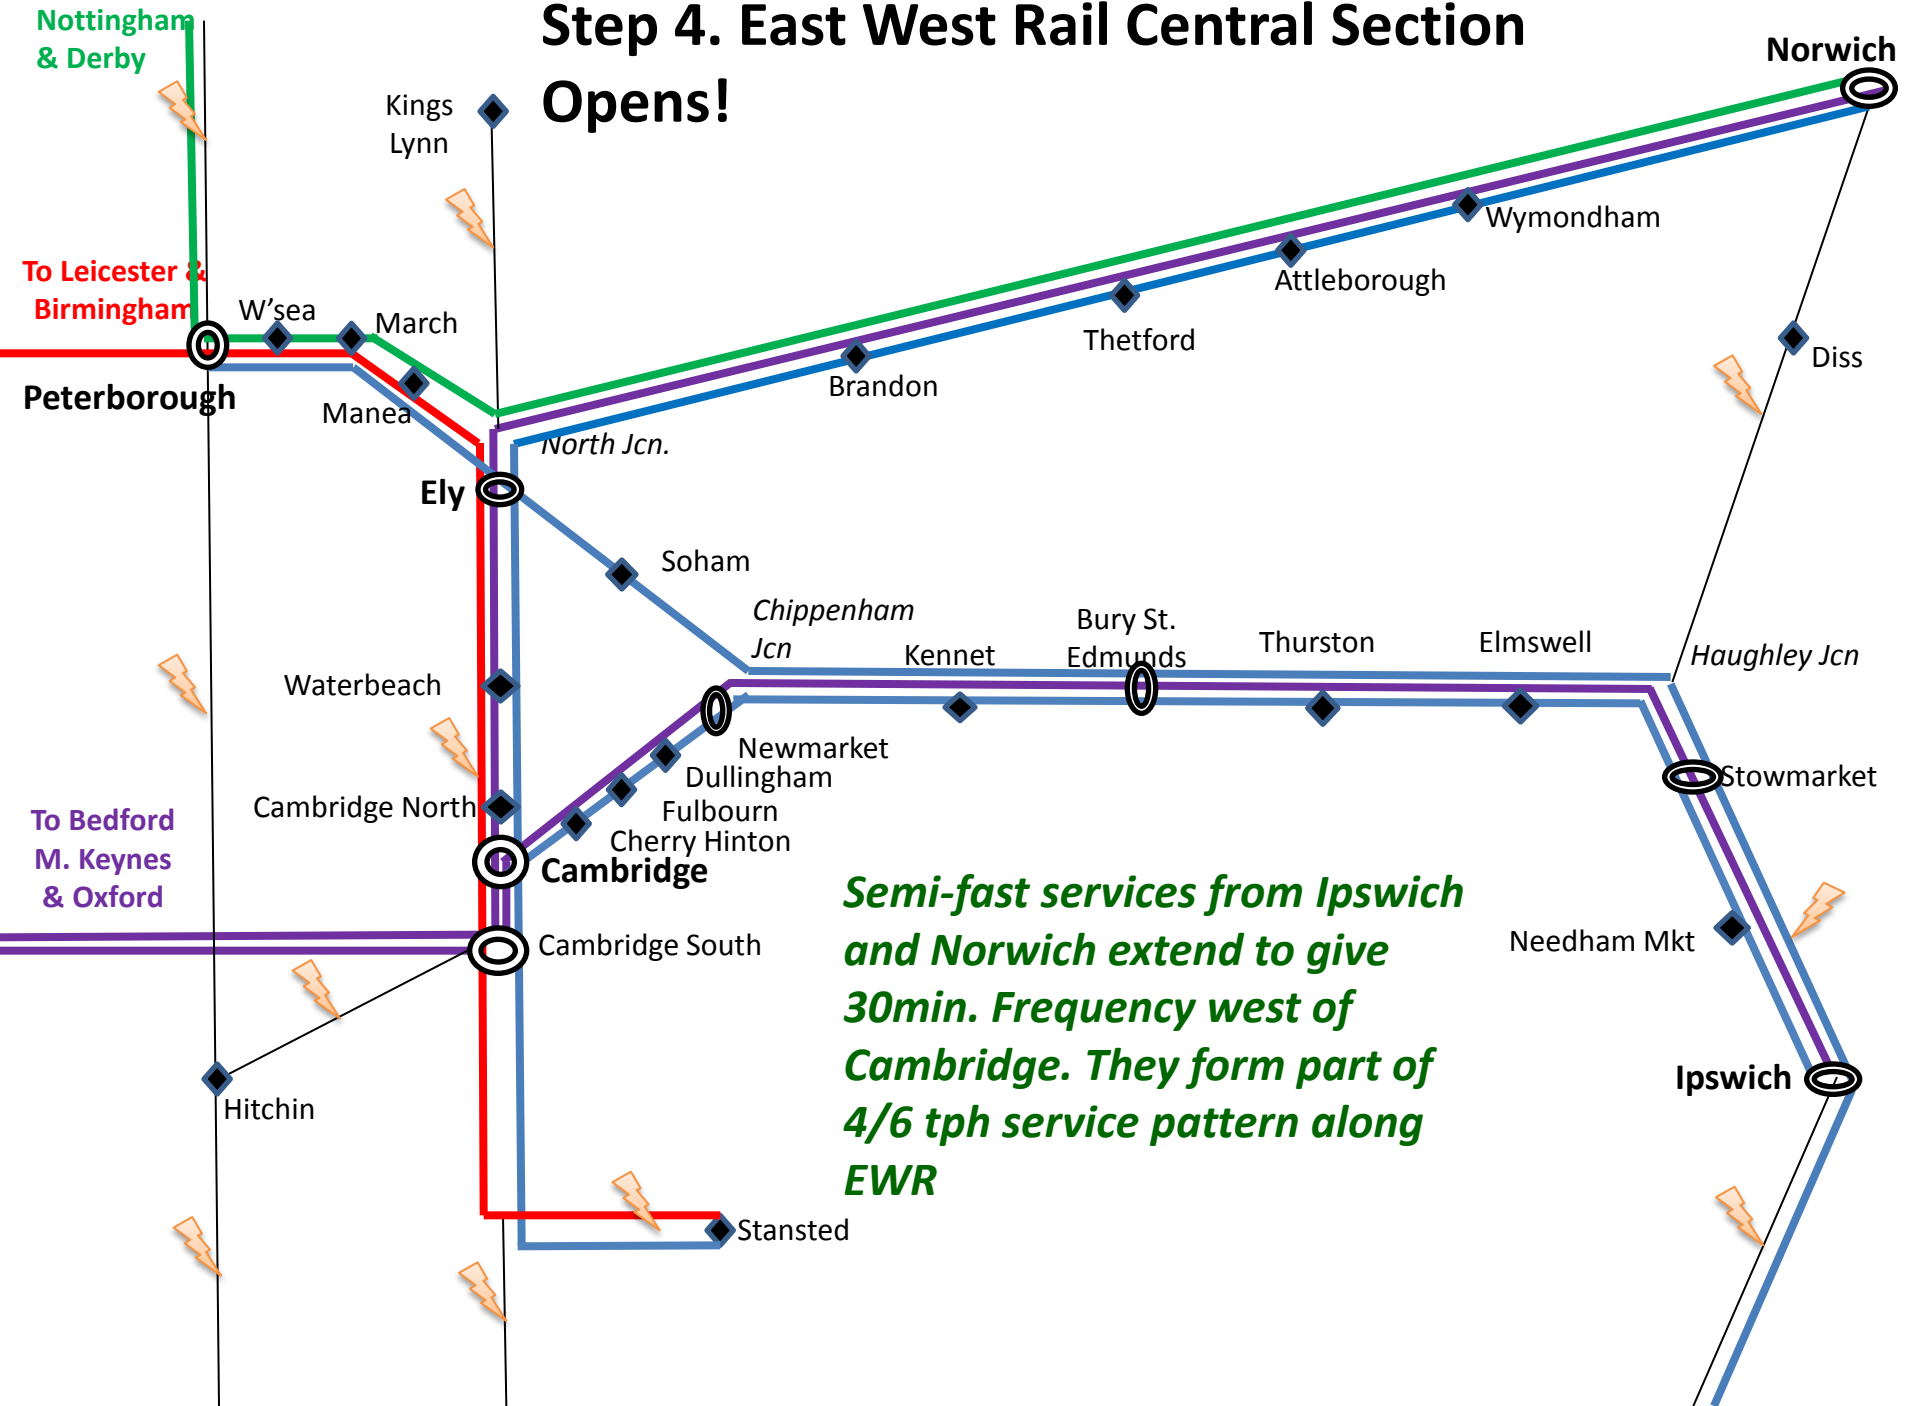 Step 4. East West Rail Central Section
Opens!
Nottingham
& Derby
Norwich
Kings
Lynn
Wymondham
To Leicester &
Birmingham
W'sea
March
Attleborough
Thetford
Diss
Peterborough
Manea
Brandon
North Jcn.
Ely
Soham
Chippenham
Jcn
Bury St.
Edmunds
Kennet
Thurston
Elmswell
Haughley Jcn
Waterbeach
Newmarket
Dullingham
Stowmarket
Cambridge North
Fulbourn
Cherry Hinton
Cambridge
To Bedford
M. Keynes
& Oxford
Cambridge South
Needham Mkt
Semi-fast services from Ipswich
and Norwich extend to give
30min. Frequency west of
Cambridge. They form part of
4/6 tph service pattern along
EWR
Ipswich
Hitchin
Stansted